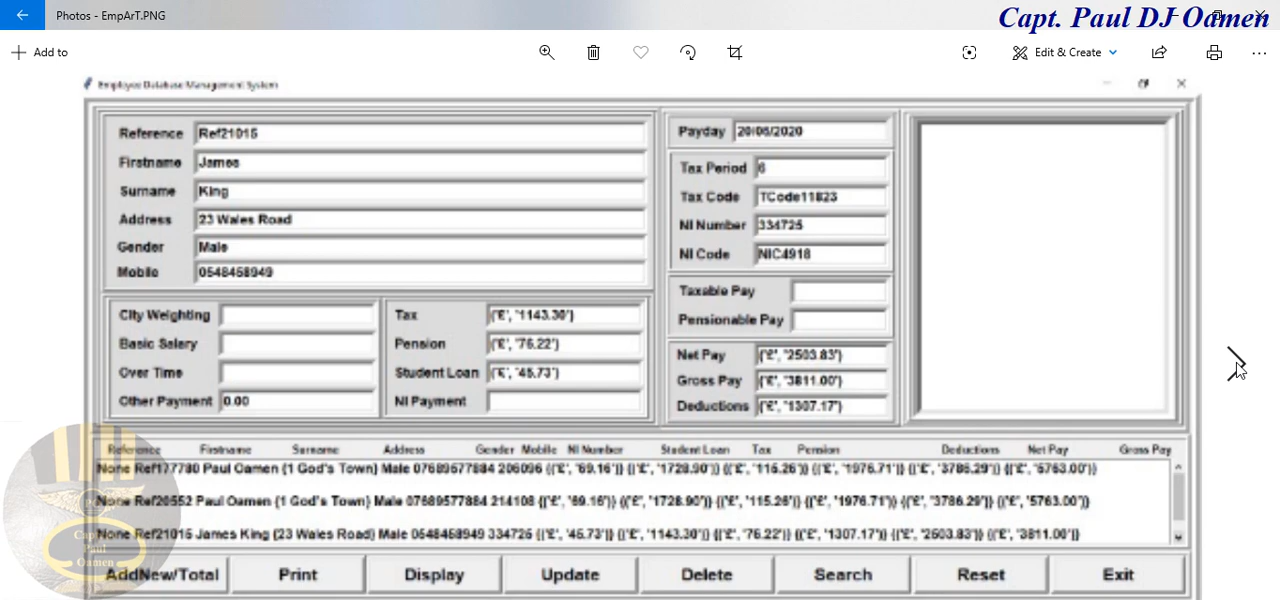 Photos - EmpArT.PNG
Capt. Paul DJ Oamen
Add to
Edit & Create
Employee Database Management System
Reference Ref21015
Firstname James
Surname King
Address 23 Wales Road
Gender Male
Mobile 0548458949
City Weighting
Basic Salery
Over Time
Other Payment 0.00
Tax ('£', '1143.30')
Pension ('£', '76.22')
Student Loan ('£', '45.73')
NI Payment
Payday 20/06/2020
Tax Period 6
Tax Code TCode11823
NI Number 334725
NI Code NIC4918
Taxable Pay
Pensionable Pay
Net Pay ('£', '2503.83')
Gross Pay ('£', '3811.00')
Deductions ('£', '1307.17')
Reference Firstname Surname Address Gender Mobile NI Number Student Loan Tax Pension Deductions Net Pay Gross Pay
None Ref177780 Paul Oamen {1 God's Town} Male 07689577884 206096 {('£', '69.16')} {('£', '1728.90')} {('£', '115.26')} {('£', '1976.71')} {('£', '3786.29')} {('£', '5763.00')}
None Ref20552 Paul Oamen {1 God's Town} Male 07689577884 214108 {('£', '69.16')} {('£', '1728.90')} {('£', '115.26')} {('£', '1976.71')} {('£', '3786.29')} {('£', '5763.00')}
None Ref21015 James King {23 Wales Road} Male 0548458949 334725 {('£', '45.73')} {('£', '1143.30')} {('£', '76.22')} {('£', '1307.17')} {('£', '2503.83')} {('£', '3811.00')}
Capt
Paul
Oamen
AddNew/Total Print Display Update Delete Search Reset Exit